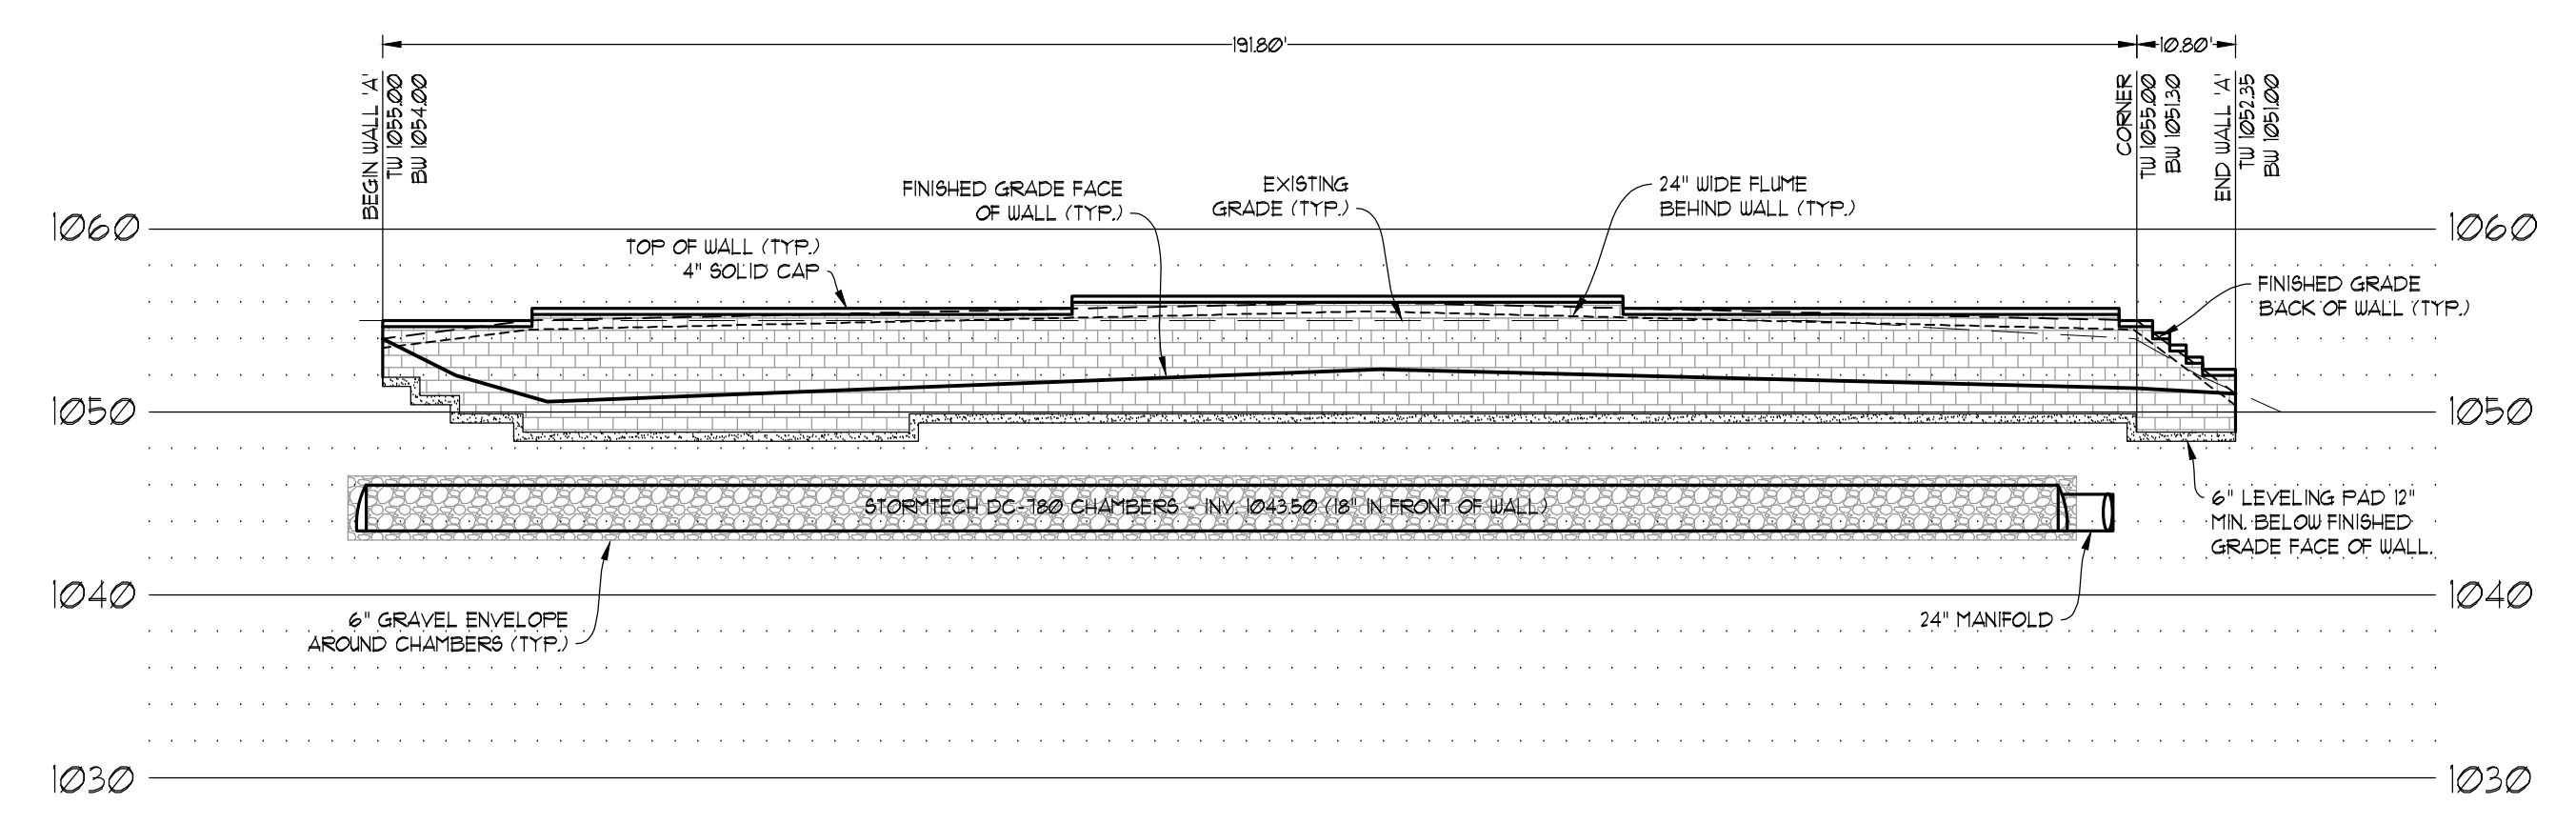 191.80'
10.80'
BEGIN WALL 'A'
TW 1055.00
BW 1054.00
CORNER
TW 1055.00
BW 1051.30
END WALL 'A'
TW 1052.35
BW 1051.00
FINISHED GRADE FACE
OF WALL (TYP.)
EXISTING
GRADE (TYP.)
24" WIDE FLUME
BEHIND WALL (TYP.)
1060
1060
TOP OF WALL (TYP.)
4" SOLID CAP
FINISHED GRADE
BACK OF WALL (TYP.)
1050
1050
STORMTECH DC-780 CHAMBERS - INV. 1043.50 (18" IN FRONT OF WALL)
6" LEVELING PAD 12"
MIN. BELOW FINISHED
GRADE FACE OF WALL.
1040
1040
6" GRAVEL ENVELOPE
AROUND CHAMBERS (TYP.)
24" MANIFOLD
1030
1030